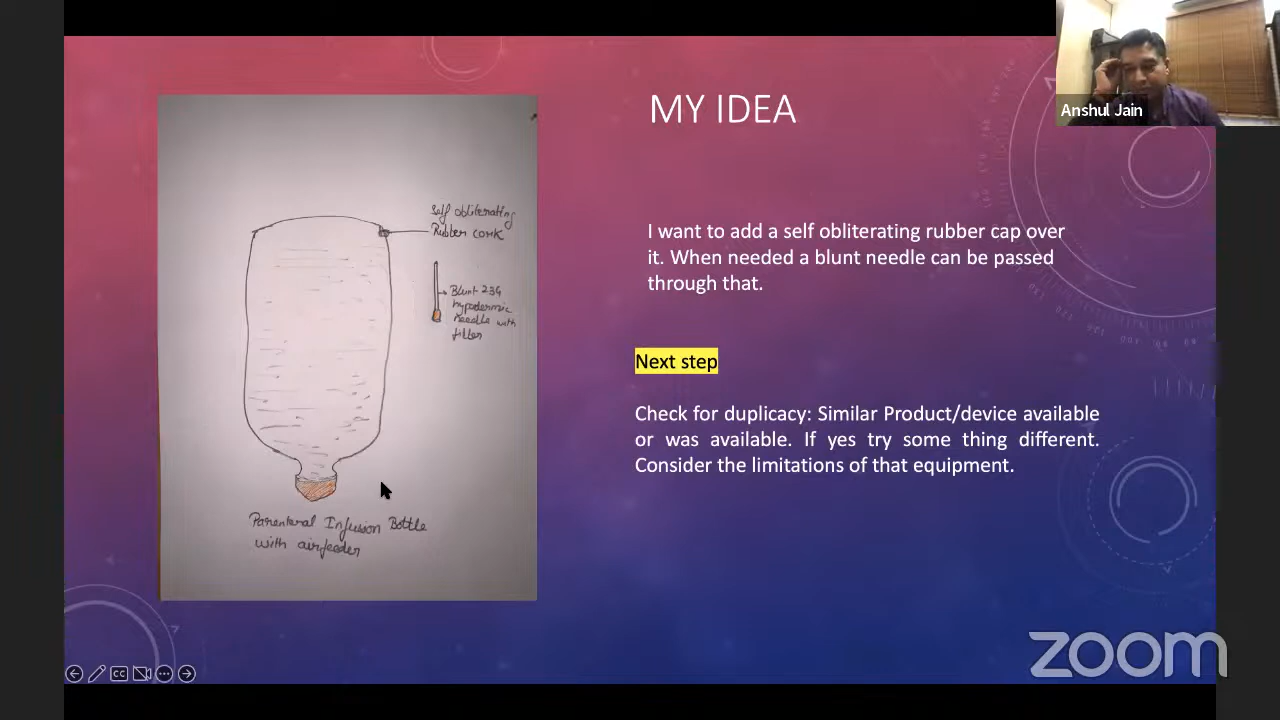 MY IDEA
Anshul Jain
Self obliterating
Rubber cork
Blunt 23G
hypodermic
Needle with
filter
Parenteral Infusion Bottle
with airfeeder
I want to add a self obliterating rubber cap over
it. When needed a blunt needle can be passed
through that.
Next step
Check for duplicacy: Similar Product/device available
or was available. If yes try some thing different.
Consider the limitations of that equipment.
CC
zoom